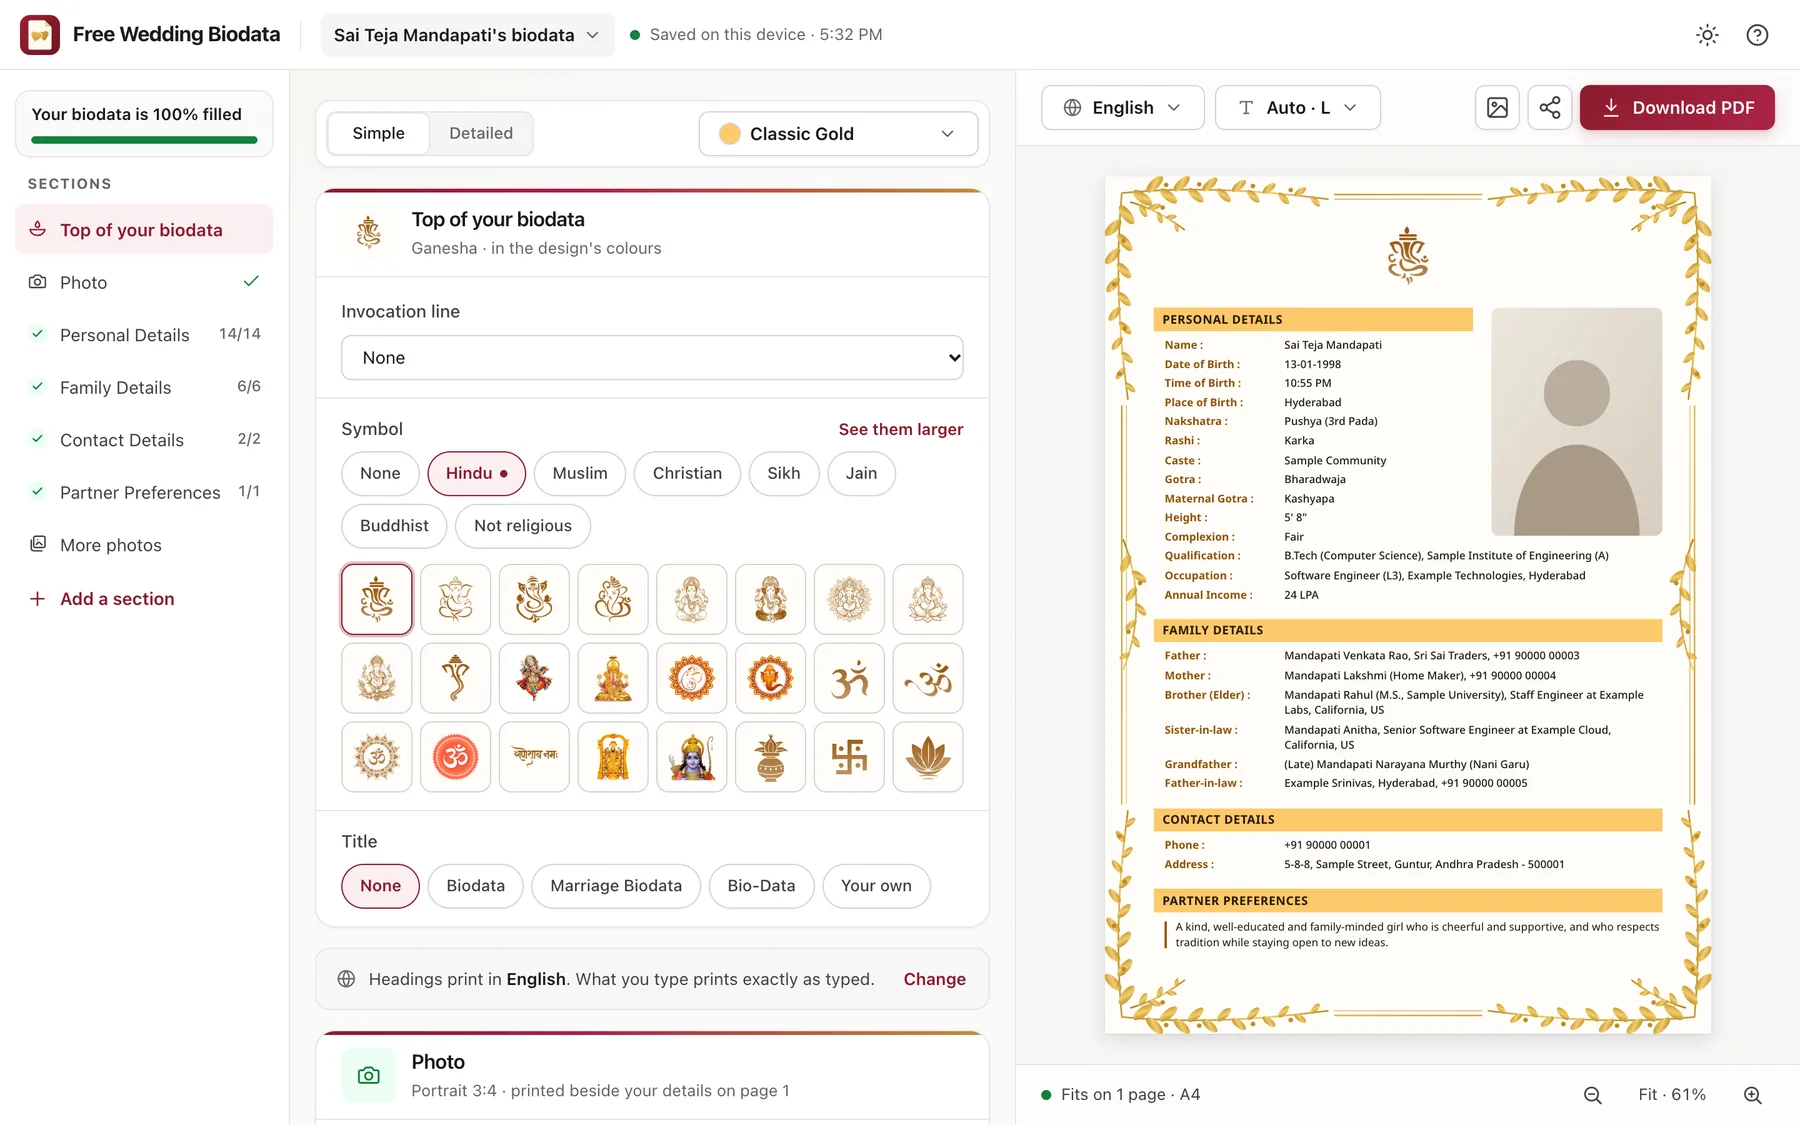 Free Wedding Biodata
Sai Teja Mandapati's biodata
Saved on this device · 5:32 PM
Your biodata is 100% filled
SECTIONS
Top of your biodata
Photo
Personal Details 14/14
Family Details 6/6
Contact Details 2/2
Partner Preferences 1/1
More photos
Add a section
Simple Detailed
Classic Gold
Top of your biodata
Ganesha · in the design's colours
Invocation line
None
Symbol
See them larger
None Hindu Muslim Christian Sikh Jain
Buddhist Not religious
Title
None Biodata Marriage Biodata Bio-Data Your own
Headings print in English. What you type prints exactly as typed. Change
Photo
Portrait 3:4 · printed beside your details on page 1
English
Auto · L
Download PDF
PERSONAL DETAILS
Name : Sai Teja Mandapati
Date of Birth : 13-01-1998
Time of Birth : 10:55 PM
Place of Birth : Hyderabad
Nakshatra : Pushya (3rd Pada)
Rashi : Karka
Caste : Sample Community
Gotra : Bharadwaja
Maternal Gotra : Kashyapa
Height : 5' 8"
Complexion : Fair
Qualification : B.Tech (Computer Science), Sample Institute of Engineering (A)
Occupation : Software Engineer (L3), Example Technologies, Hyderabad
Annual Income : 24 LPA
FAMILY DETAILS
Father : Mandapati Venkata Rao, Sri Sai Traders, +91 90000 00003
Mother : Mandapati Lakshmi (Home Maker), +91 90000 00004
Brother (Elder) : Mandapati Rahul (M.S., Sample University), Staff Engineer at Example
Labs, California, US
Sister-in-law : Mandapati Anitha, Senior Software Engineer at Example Cloud,
California, US
Grandfather : (Late) Mandapati Narayana Murthy (Nani Garu)
Father-in-law : Example Srinivas, Hyderabad, +91 90000 00005
CONTACT DETAILS
Phone : +91 90000 00001
Address : 5-8-8, Sample Street, Guntur, Andhra Pradesh - 500001
PARTNER PREFERENCES
A kind, well-educated and family-minded girl who is cheerful and supportive, and who respects
tradition while staying open to new ideas.
Fits on 1 page · A4
Fit · 61%